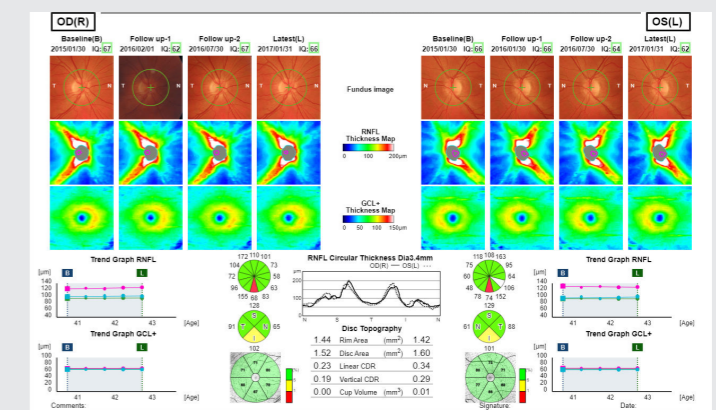 OD(R) OS(L)
Baseline(B) Follow up-1 Follow up-2 Latest(L) Baseline(B) Follow up-1 Follow up-2 Latest(L)
2015/01/30 IQ: 67 2016/02/01 IQ: 62 2016/07/30 IQ: 67 2017/01/31 IQ: 66 2015/01/30 IQ: 66 2016/02/01 IQ: 66 2016/07/30 IQ: 64 2017/01/31 IQ: 62
T N T N T N T N Fundus image N T N T N T N T
RNFL
Thickness Map
0 100 200μm
GCL+
Thickness Map
0 50 100 150μm
Trend Graph RNFL
[μm] B L
140
120
100
80
60
40
41 42 43 [Age]
Trend Graph GCL+
[μm] B L
100
80
60
40
20
0
41 42 43 [Age]
Comments:
172 110 101
104 73
72 58
96 63
155 68 83
128
S
91 T N 65
I
102
RNFL Circular Thickness Dia3.4mm
OD(R) — OS(L) ···
[μm]
200
100
0
N S T I N
Disc Topography
1.44 Rim Area (mm²) 1.42
1.52 Disc Area (mm²) 1.60
0.23 Linear CDR 0.34
0.19 Vertical CDR 0.29
0.00 Cup Volume (mm³) 0.01
118 108 163
75 95
60 64
48 106
78 74 152
129
S
61 N T 88
I
101
Signature:
Trend Graph RNFL
[μm] B L
140
120
100
80
60
40
41 42 43 [Age]
Trend Graph GCL+
[μm] B L
100
80
60
40
20
0
41 42 43 [Age]
Date: